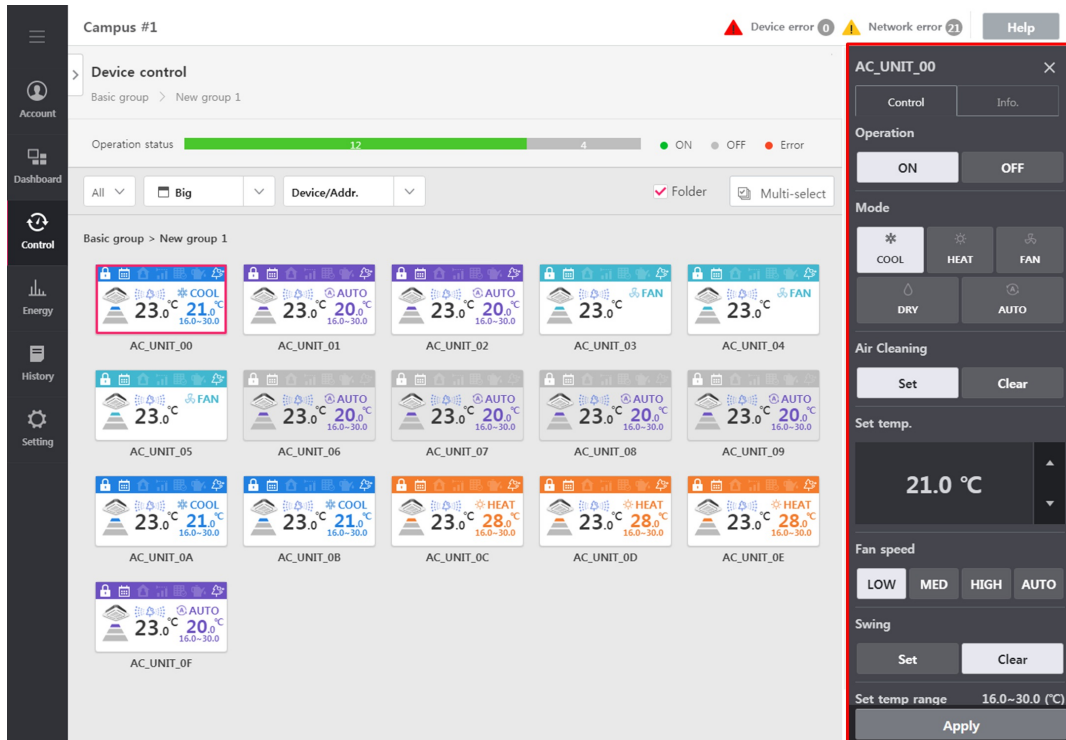 Campus #1
Device error 0
Network error 21
Help
Account
Dashboard
Control
Energy
History
Setting
Device control
Basic group > New group 1
Operation status 12 4 ON OFF Error
All Big Device/Addr. Folder Multi-select
Basic group > New group 1
COOL AUTO AUTO FAN FAN
23.0℃ 21.0℃ 23.0℃ 20.0℃ 23.0℃ 20.0℃ 23.0℃ 23.0℃
16.0~30.0 16.0~30.0 16.0~30.0
AC_UNIT_00 AC_UNIT_01 AC_UNIT_02 AC_UNIT_03 AC_UNIT_04
FAN AUTO AUTO AUTO AUTO
23.0℃ 23.0℃ 20.0℃ 23.0℃ 20.0℃ 23.0℃ 20.0℃ 23.0℃ 20.0℃
16.0~30.0 16.0~30.0 16.0~30.0 16.0~30.0
AC_UNIT_05 AC_UNIT_06 AC_UNIT_07 AC_UNIT_08 AC_UNIT_09
COOL COOL HEAT HEAT HEAT
23.0℃ 21.0℃ 23.0℃ 21.0℃ 23.0℃ 28.0℃ 23.0℃ 28.0℃ 23.0℃ 28.0℃
16.0~30.0 16.0~30.0 16.0~30.0 16.0~30.0 16.0~30.0
AC_UNIT_0A AC_UNIT_0B AC_UNIT_0C AC_UNIT_0D AC_UNIT_0E
AUTO
23.0℃ 20.0℃
16.0~30.0
AC_UNIT_0F
AC_UNIT_00
Control Info.
Operation
ON OFF
Mode
COOL HEAT FAN
DRY AUTO
Air Cleaning
Set Clear
Set temp.
21.0 ℃
Fan speed
LOW MED HIGH AUTO
Swing
Set Clear
Set temp range 16.0~30.0 (℃)
Apply